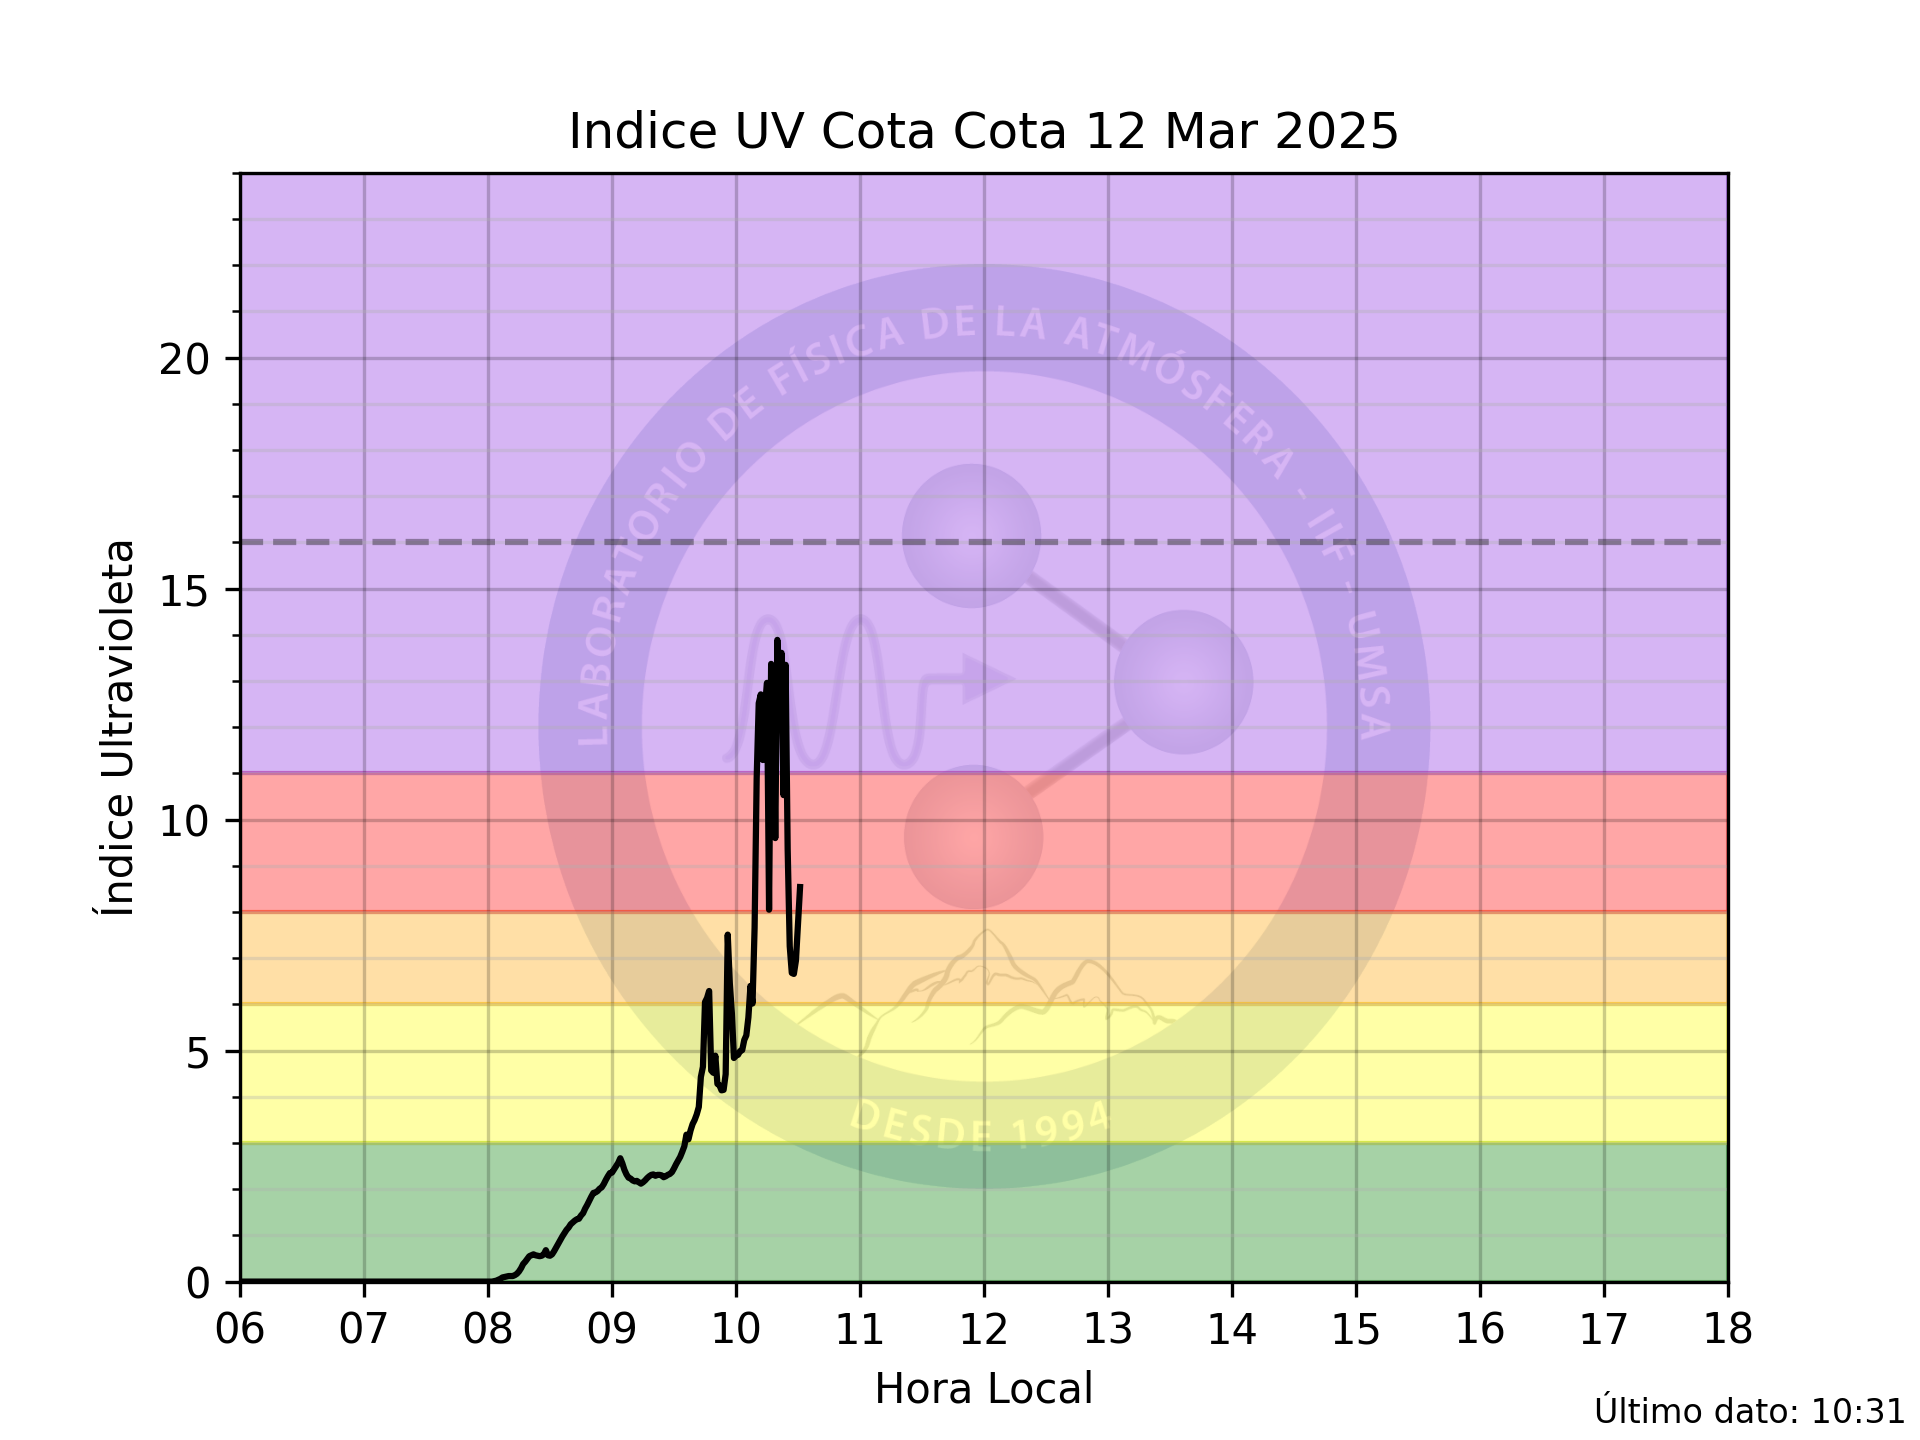 Indice UV Cota Cota 12 Mar 2025
Índice Ultravioleta
20
15
10
5
0
LABORATORIO DE FÍSICA DE LA ATMÓSFERA - IIF - UMSA
DESDE 1994
06 07 08 09 10 11 12 13 14 15 16 17 18
Hora Local
Último dato: 10:31